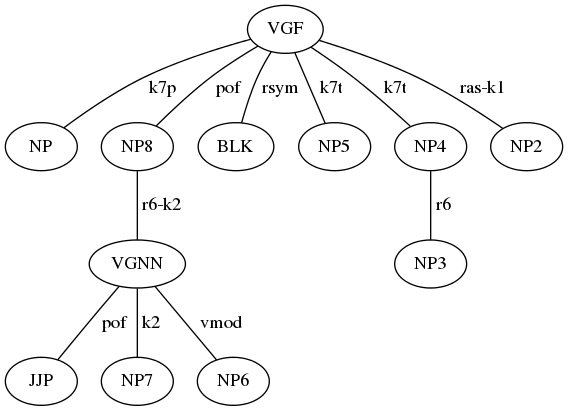 VGF
k7p pof rsym k7t k7t ras-k1
NP NP8 BLK NP5 NP4 NP2
r6-k2 r6
VGNN NP3
pof k2 vmod
JJP NP7 NP6